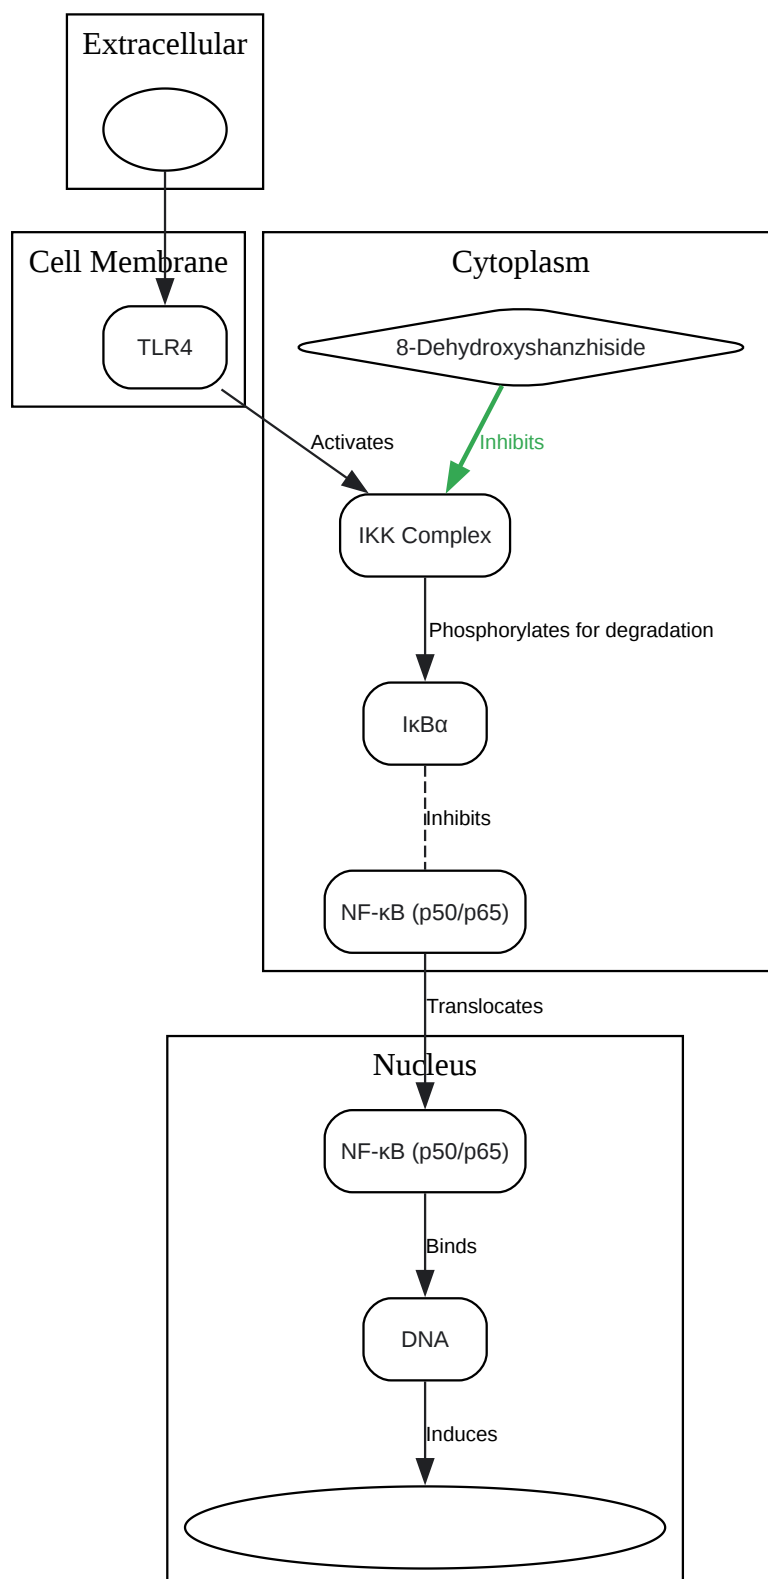 Extracellular
Cell Membrane
Cytoplasm
TLR4
8-Dehydroxyshanzhiside
Activates
Inhibits
IKK Complex
Phosphorylates for degradation
IκBα
Inhibits
NF-κB (p50/p65)
Translocates
Nucleus
NF-κB (p50/p65)
Binds
DNA
Induces